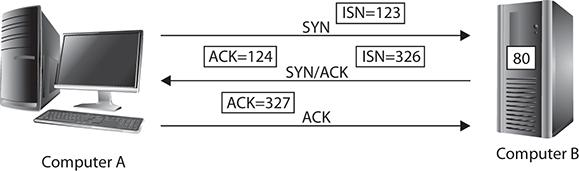 ISN=123
SYN
ACK=124 ISN=326
SYN/ACK
80
ACK=327
ACK
Computer A
Computer B